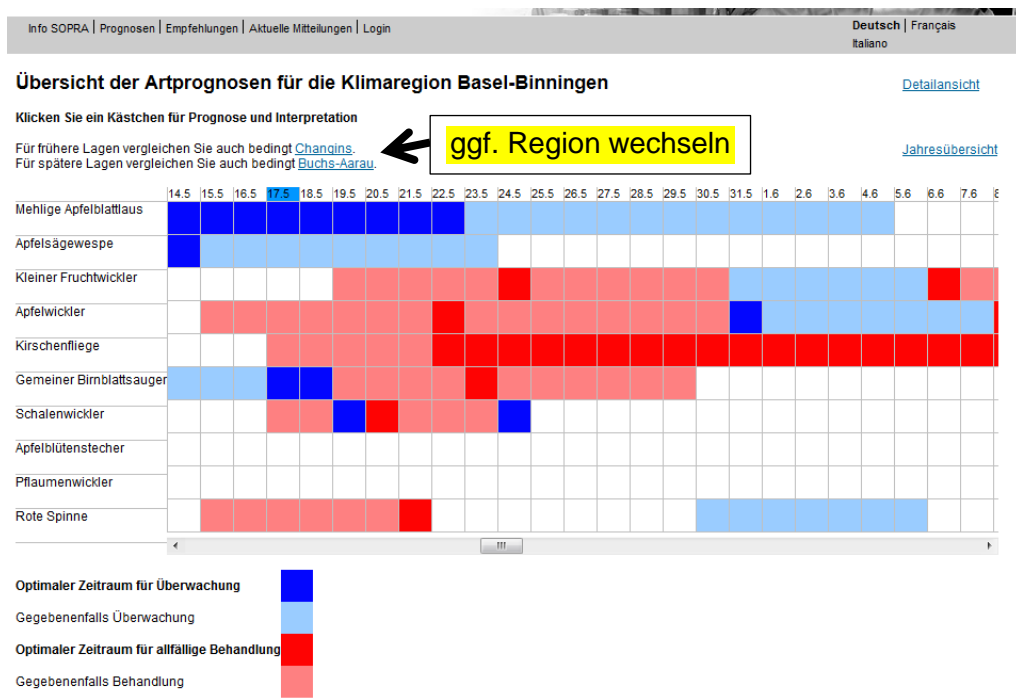 Info SOPRA | Prognosen | Empfehlungen | Aktuelle Mitteilungen | Login
Deutsch | Français
Italiano
Übersicht der Artprognosen für die Klimaregion Basel-Binningen
Detailansicht
Klicken Sie ein Kästchen für Prognose und Interpretation
Für frühere Lagen vergleichen Sie auch bedingt Changins.
Für spätere Lagen vergleichen Sie auch bedingt Buchs-Aarau.
ggf. Region wechseln
Jahresübersicht
14.5 15.5 16.5 17.5 18.5 19.5 20.5 21.5 22.5 23.5 24.5 25.5 26.5 27.5 28.5 29.5 30.5 31.5 1.6 2.6 3.6 4.6 5.6 6.6 7.6
Mehlige Apfelblattlaus
Apfelsägewespe
Kleiner Fruchtwickler
Apfelwickler
Kirschenfliege
Gemeiner Birnblattsauger
Schalenwickler
Apfelblütenstecher
Pflaumenwickler
Rote Spinne
Optimaler Zeitraum für Überwachung
Gegebenenfalls Überwachung
Optimaler Zeitraum für allfällige Behandlung
Gegebenenfalls Behandlung